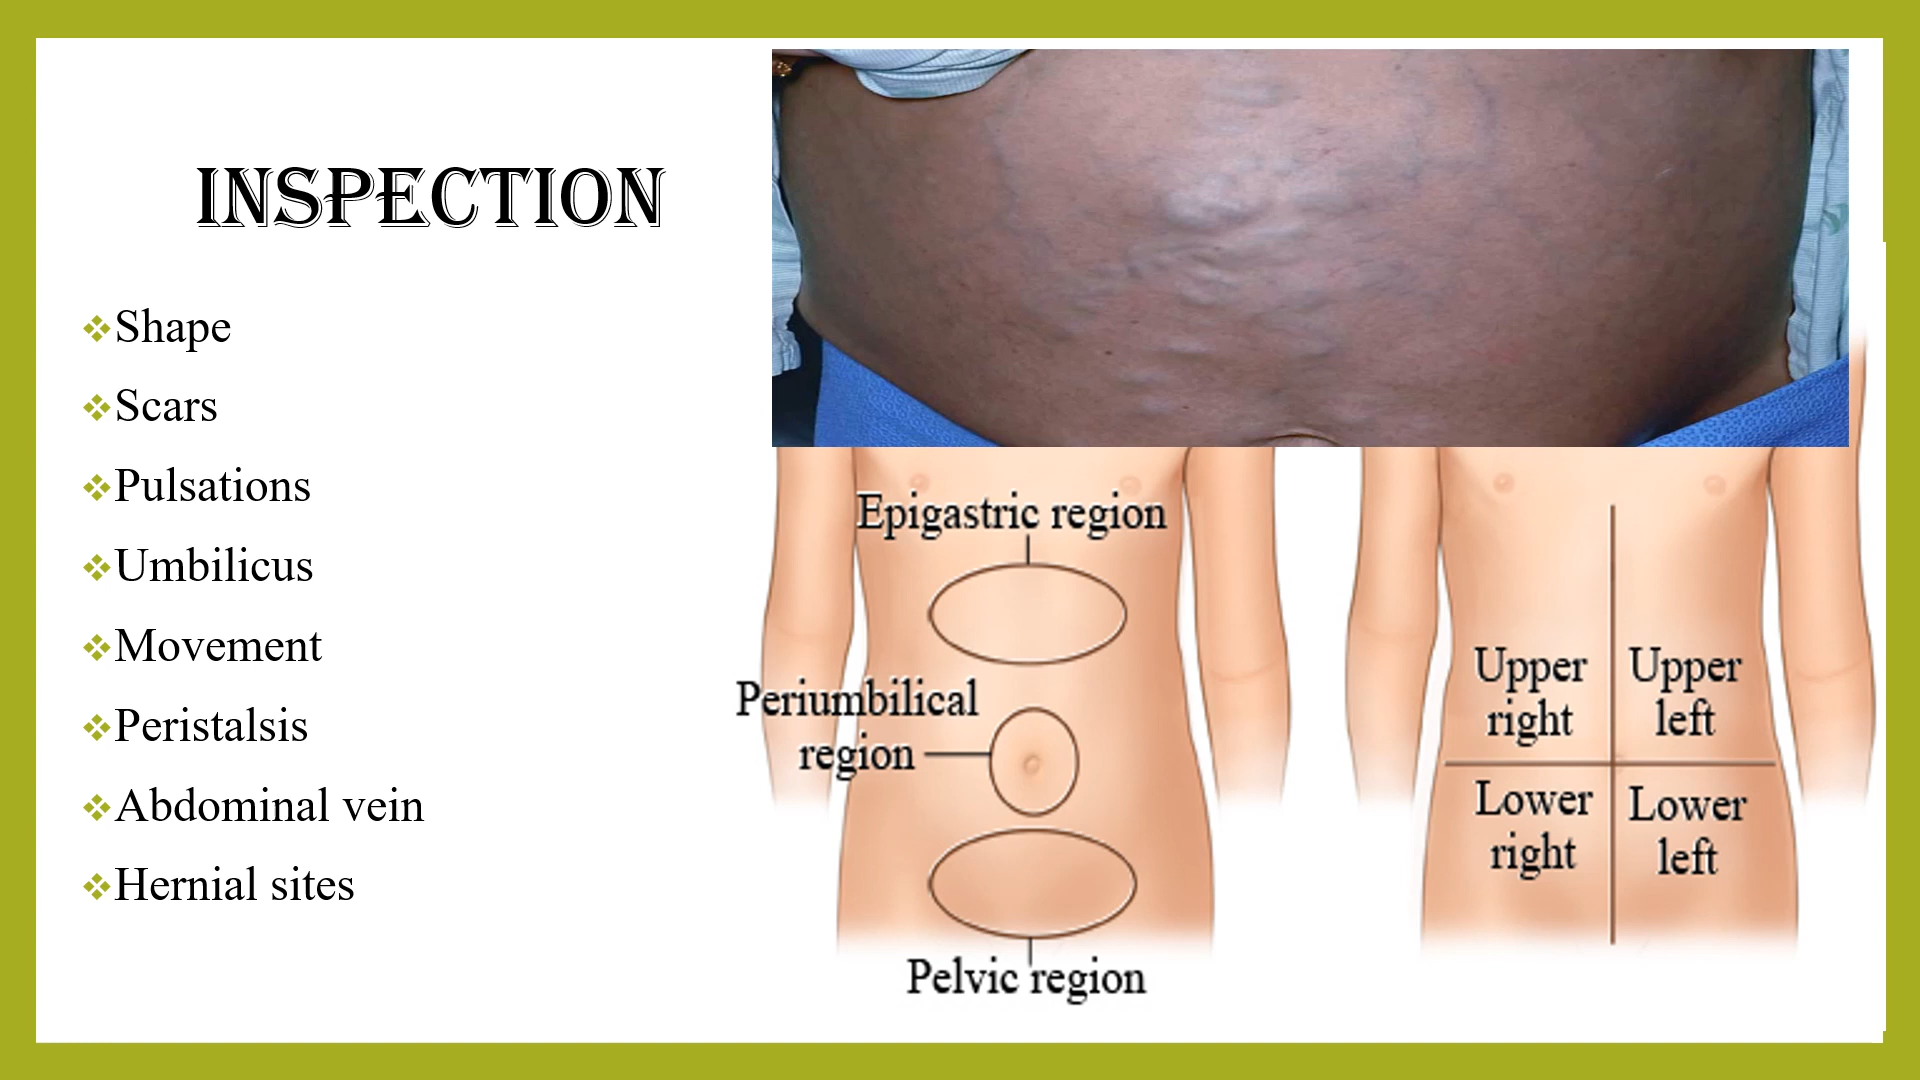 INSPECTION
Shape
Scars
Pulsations
Umbilicus
Movement
Peristalsis
Abdominal vein
Hernial sites
Epigastric region
Periumbilical
region
Pelvic region
Upper
right
Upper
left
Lower
right
Lower
left